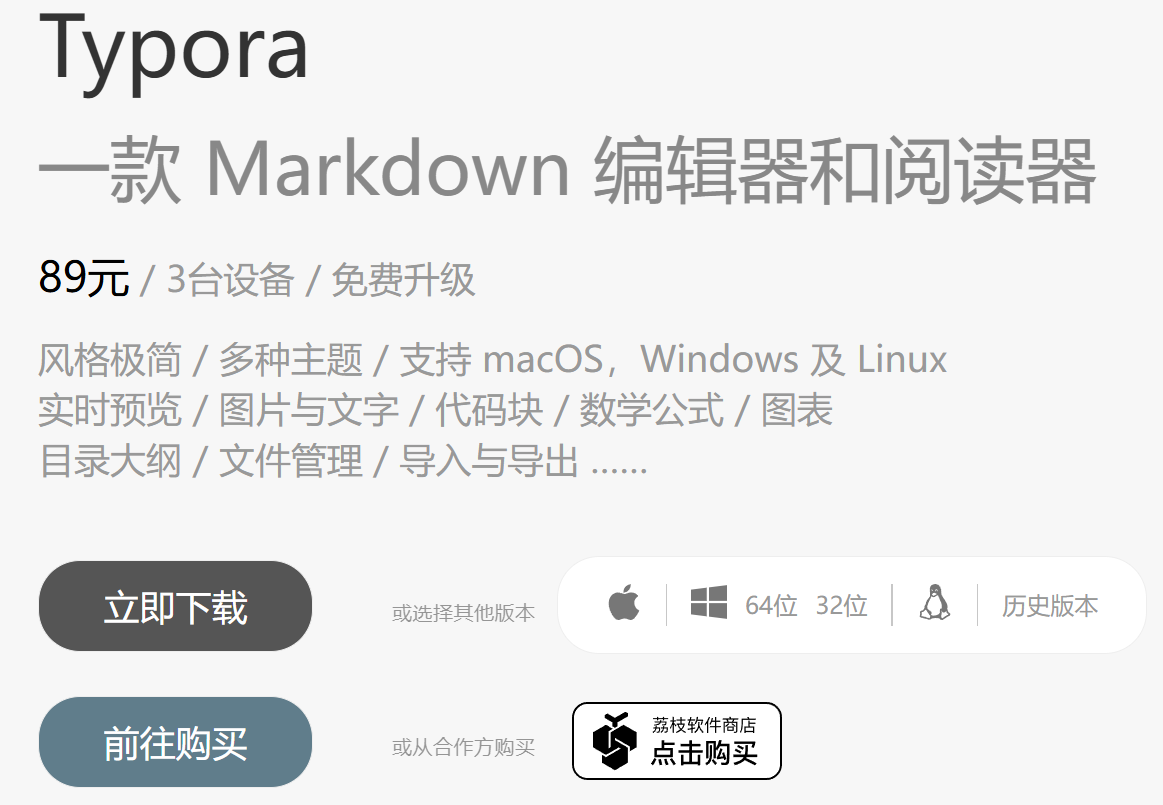 Typora
一款 Markdown 编辑器和阅读器
89元 / 3台设备 / 免费升级
风格极简 / 多种主题 / 支持 macOS，Windows 及 Linux
实时预览 / 图片与文字 / 代码块 / 数学公式 / 图表
目录大纲 / 文件管理 / 导入与导出 ……
立即下载
或选择其他版本
64位 32位
历史版本
前往购买
或从合作方购买
荔枝软件商店
点击购买